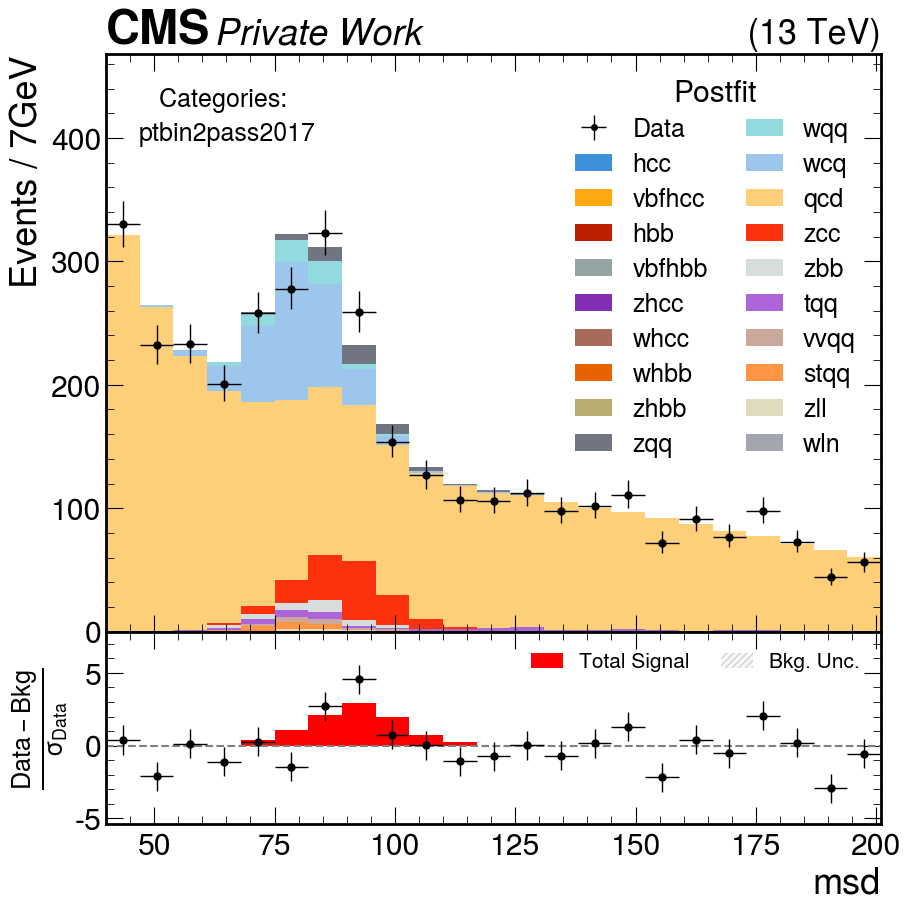 CMS Private Work (13 TeV)
Events / 7GeV
Categories:
ptbin2pass2017
Postfit
Data
hcc
vbfhcc
hbb
vbfhbb
zhcc
whcc
whbb
zhbb
zqq
wqq
wcq
qcd
zcc
zbb
tqq
vvqq
stqq
zll
wln
400
300
200
100
0
Data – Bkg
σData
Total Signal
Bkg. Unc.
5
0
-5
50 75 100 125 150 175 200
msd